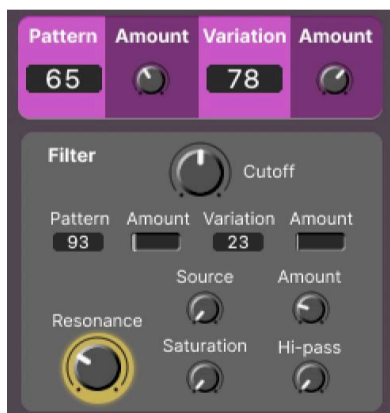 Pattern Amount Variation Amount
65 78
Filter
Cutoff
Pattern Amount Variation Amount
93 23
Source Amount
Resonance
Saturation Hi-pass